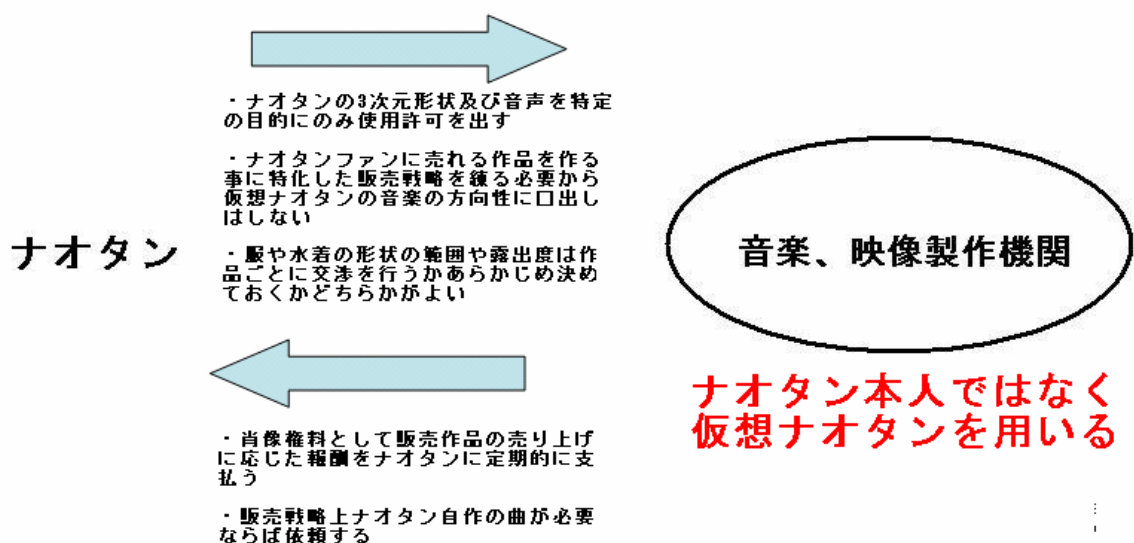 ・ナオタンの3次元形状及び音声を特定
の目的にのみ使用許可を出す
・ナオタンファンに売れる作品を作る
事に特化した販売戦略を練る必要から
仮想ナオタンの音楽の方向性に口出し
はしない
・服や水着の形状の範囲や露出度は作
品ごとに交渉を行うかあらかじめ決め
ておくかどちらかがよい
ナオタン
音楽、映像製作機関
ナオタン本人ではなく
仮想ナオタンを用いる
・肖像権料として販売作品の売り上げ
に応じた報酬をナオタンに定期的に支
払う
・販売戦略上ナオタン自作の曲が必要
ならば依頼する